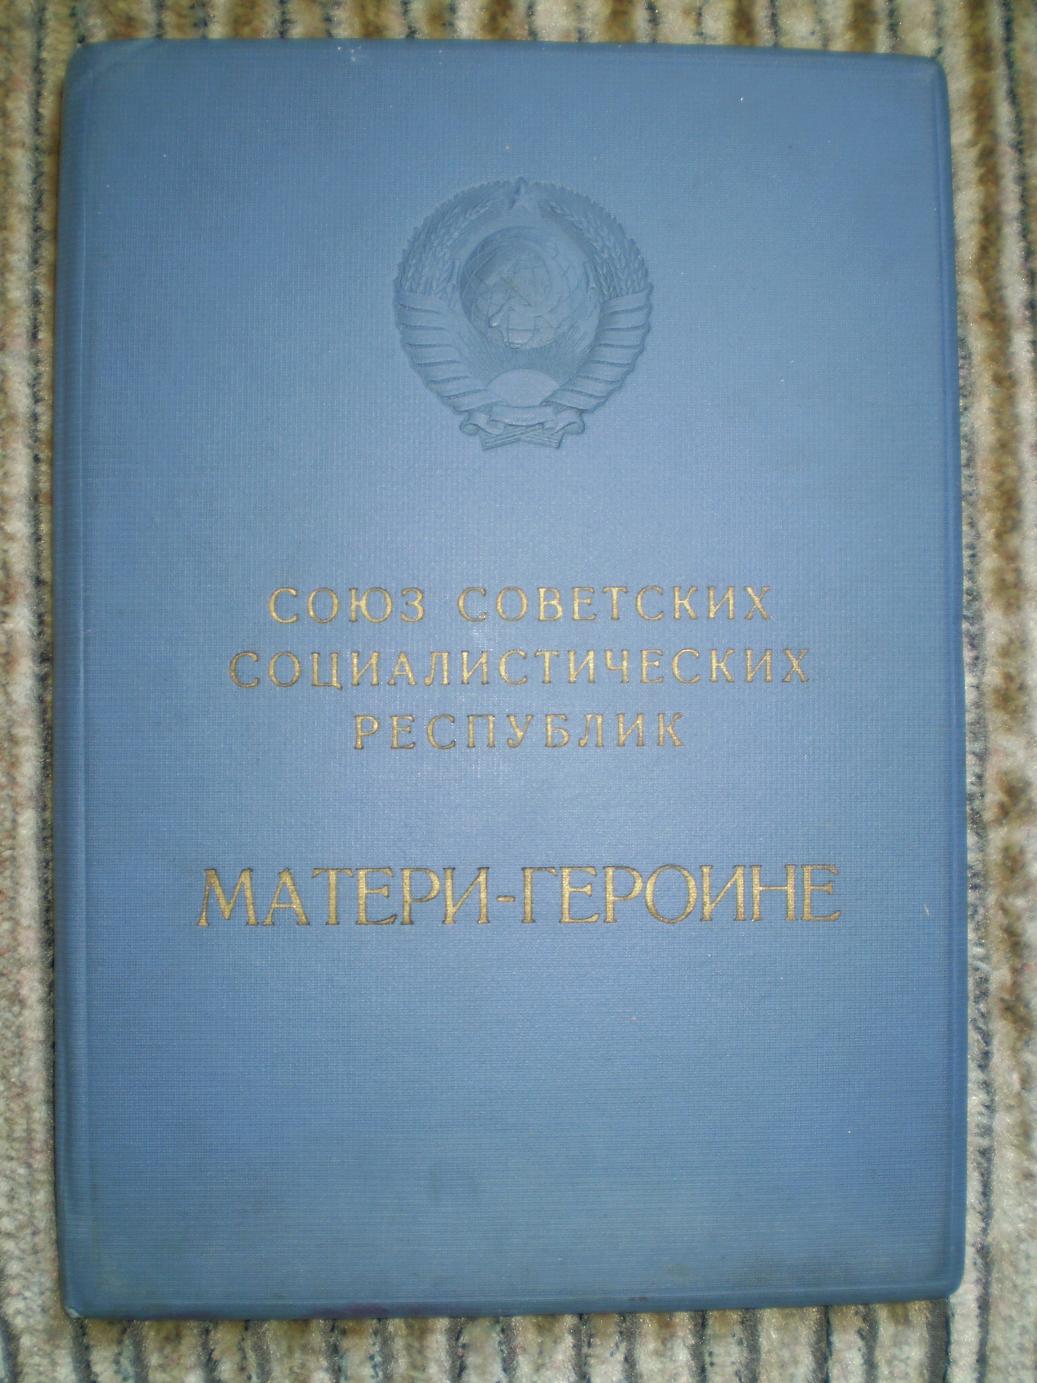 СОЮЗ СОВЕТСКИХ
СОЦИАЛИСТИЧЕСКИХ
РЕСПУБЛИК
МАТЕРИ-ГЕРОИНЕ